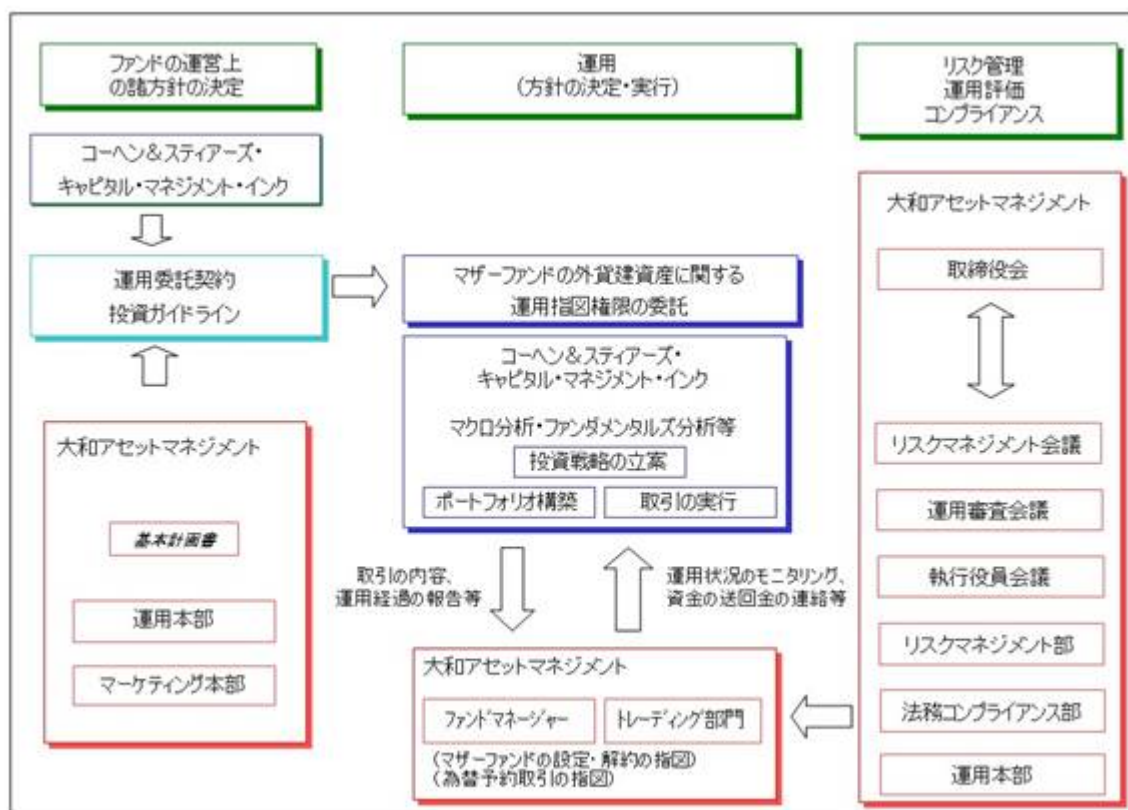 ファンドの運営上
の諸方針の決定
運用
(方針の決定・実行)
リスク管理
運用評価
コンプライアンス
コーヘン&スティアーズ・
キャピタル・マネジメント・インク
運用委託契約
投資ガイドライン
マザーファンドの外貨建資産に関する
運用指図権限の委託
コーヘン&スティアーズ・
キャピタル・マネジメント・インク
マクロ分析・ファンダメンタルズ分析等
投資戦略の立案
ポートフォリオ構築
取引の実行
大和アセットマネジメント
基本計画書
運用本部
マーケティング本部
取引の内容、
運用経過の報告等
運用状況のモニタリング、
資金の送回金の連絡等
大和アセットマネジメント
ファンドマネージャー
トレーディング部門
(マザーファンドの設定・解約の指図)
(為替予約取引の指図)
大和アセットマネジメント
取締役会
リスクマネジメント会議
運用審査会議
執行役員会議
リスクマネジメント部
法務コンプライアンス部
運用本部